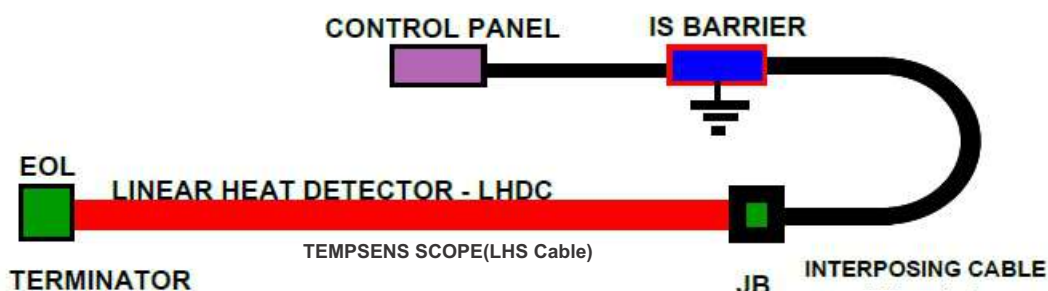 CONTROL PANEL
IS BARRIER
EOL
LINEAR HEAT DETECTOR - LHDC
TEMPSENS SCOPE(LHS Cable)
TERMINATOR
JB
INTERPOSING CABLE